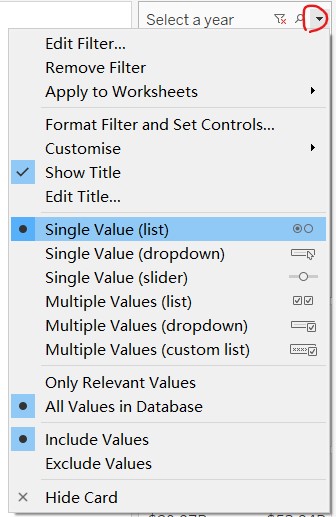 Select a year
Edit Filter...
Remove Filter
Apply to Worksheets
Format Filter and Set Controls...
Customise
Show Title
Edit Title...
Single Value (list)
Single Value (dropdown)
Single Value (slider)
Multiple Values (list)
Multiple Values (dropdown)
Multiple Values (custom list)
Only Relevant Values
All Values in Database
Include Values
Exclude Values
Hide Card